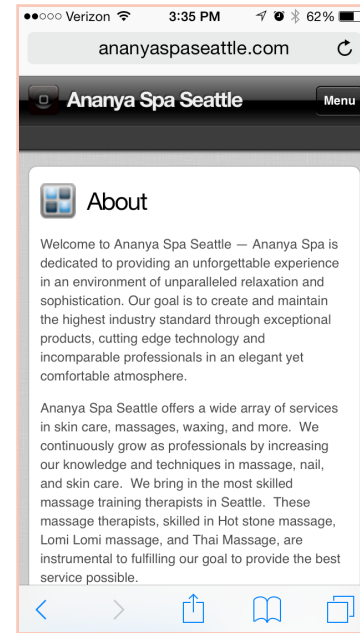 Verizon 3:35 PM 62%
ananyaspaseattle.com
Ananya Spa Seattle Menu
About
Welcome to Ananya Spa Seattle — Ananya Spa is
dedicated to providing an unforgettable experience
in an environment of unparalleled relaxation and
sophistication. Our goal is to create and maintain
the highest industry standard through exceptional
products, cutting edge technology and
incomparable professionals in an elegant yet
comfortable atmosphere.
Ananya Spa Seattle offers a wide array of services
in skin care, massages, waxing, and more. We
continuously grow as professionals by increasing
our knowledge and techniques in massage, nail,
and skin care. We bring in the most skilled
massage training therapists in Seattle. These
massage therapists, skilled in Hot stone massage,
Lomi Lomi massage, and Thai Massage, are
instrumental to fulfilling our goal to provide the best
service possible.